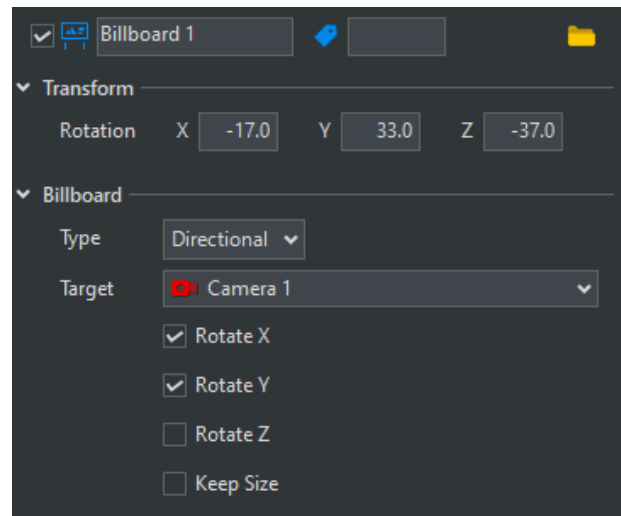 Billboard 1
Transform
Rotation X -17.0 Y 33.0 Z -37.0
Billboard
Type Directional
Target Camera 1
Rotate X
Rotate Y
Rotate Z
Keep Size